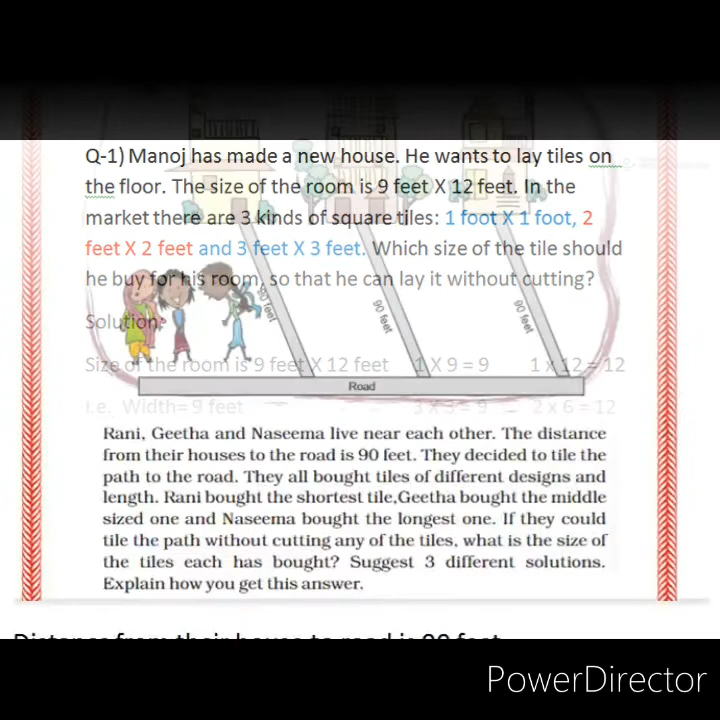 Q-1) Manoj has made a new house. He wants to lay tiles on
the floor. The size of the room is 9 feet X 12 feet. In the
market there are 3 kinds of square tiles: 1 foot X 1 foot, 2
feet X 2 feet and 3 feet X 3 feet. Which size of the tile should
he buy for his room, so that he can lay it without cutting?
90 feet
90 feet
90 feet
Solution:
Size of the room is 9 feet X 12 feet 1 X 9 = 9 1 x 12 = 12
Road
i.e. Width= 9 feet 3 x 3 = 9 2 x 6 = 12
Rani, Geetha and Naseema live near each other. The distance
from their houses to the road is 90 feet. They decided to tile the
path to the road. They all bought tiles of different designs and
length. Rani bought the shortest tile,Geetha bought the middle
sized one and Naseema bought the longest one. If they could
tile the path without cutting any of the tiles, what is the size of
the tiles each has bought? Suggest 3 different solutions.
Explain how you get this answer.
Distance from their house to road is 90 feet
PowerDirector